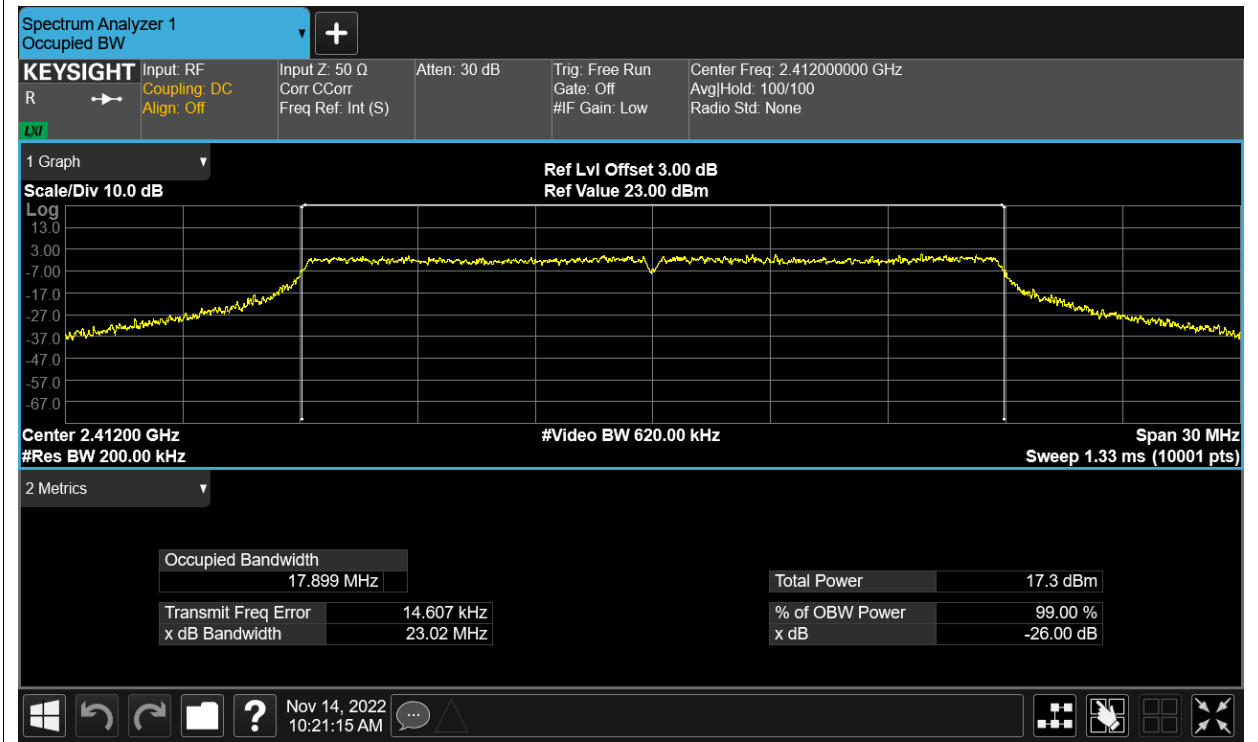 Spectrum Analyzer 1
Occupied BW
KEYSIGHT
R
LXI
Input: RF
Coupling: DC
Align: Off
Input Z: 50 Ω
Corr CCorr
Freq Ref: Int (S)
Atten: 30 dB
Trig: Free Run
Gate: Off
#IF Gain: Low
Center Freq: 2.412000000 GHz
Avg|Hold: 100/100
Radio Std: None
1 Graph
Scale/Div 10.0 dB
Ref Lvl Offset 3.00 dB
Ref Value 23.00 dBm
Log
13.0
3.00
-7.00
-17.0
-27.0
-37.0
-47.0
-57.0
-67.0
Center 2.41200 GHz
#Res BW 200.00 kHz
#Video BW 620.00 kHz
Span 30 MHz
Sweep 1.33 ms (10001 pts)
2 Metrics
Occupied Bandwidth
17.899 MHz
Transmit Freq Error 14.607 kHz
x dB Bandwidth 23.02 MHz
Total Power 17.3 dBm
% of OBW Power 99.00 %
x dB -26.00 dB
?
Nov 14, 2022
10:21:15 AM